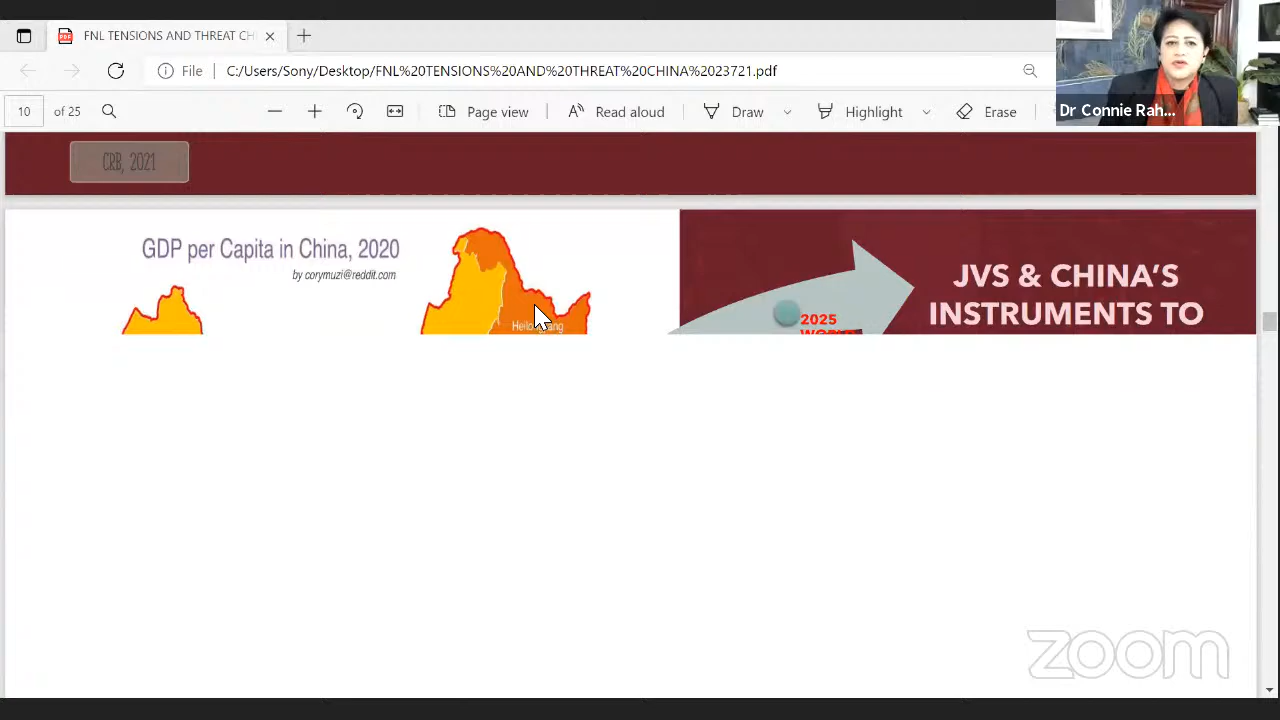 FNL TENSIONS AND THREAT CH
File
C:/Users/Sony/Desktop/FNL%20TENSIONS%20AND%20THREAT%20CHINA%2023721.pdf
10 of 25
Page view
Read aloud
Draw
Highlight
Erase
Dr Connie Rah...
CRB, 2021
GDP per Capita in China, 2020
by corymuzi@reddit.com
JVS & CHINA'S
INSTRUMENTS TO
2025
WORLD
zoom